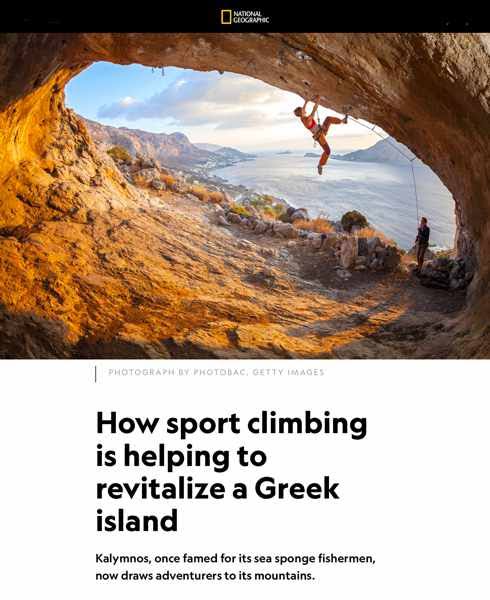 NATIONAL
GEOGRAPHIC
PHOTOGRAPH BY PHOTOBAC, GETTY IMAGES
How sport climbing
is helping to
revitalize a Greek
island
Kalymnos, once famed for its sea sponge fishermen,
now draws adventurers to its mountains.